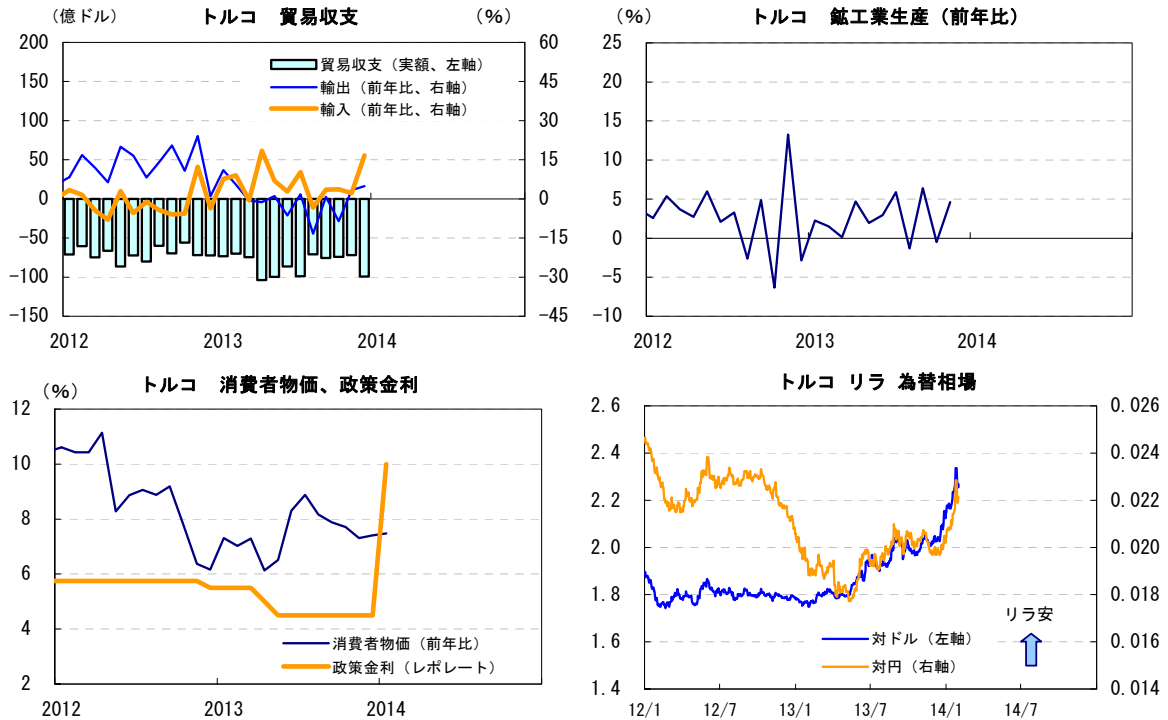 トルコ 貿易収支
(億ドル)
(%)
200
150
100
50
0
-50
-100
-150
60
45
30
15
0
-15
-30
-45
貿易収支(実額、左軸)
輸出(前年比、右軸)
輸入(前年比、右軸)
2012 2013 2014
トルコ 鉱工業生産(前年比)
(%)
25
20
15
10
5
0
-5
-10
2012 2013 2014
トルコ 消費者物価、政策金利
(%)
12
10
8
6
4
2
消費者物価(前年比)
政策金利(レポレート)
2012 2013 2014
トルコ リラ 為替相場
2.6
2.4
2.2
2.0
1.8
1.6
1.4
0.026
0.024
0.022
0.020
0.018
0.016
0.014
リラ安
対ドル(左軸)
対円(右軸)
12/1 12/7 13/1 13/7 14/1 14/7